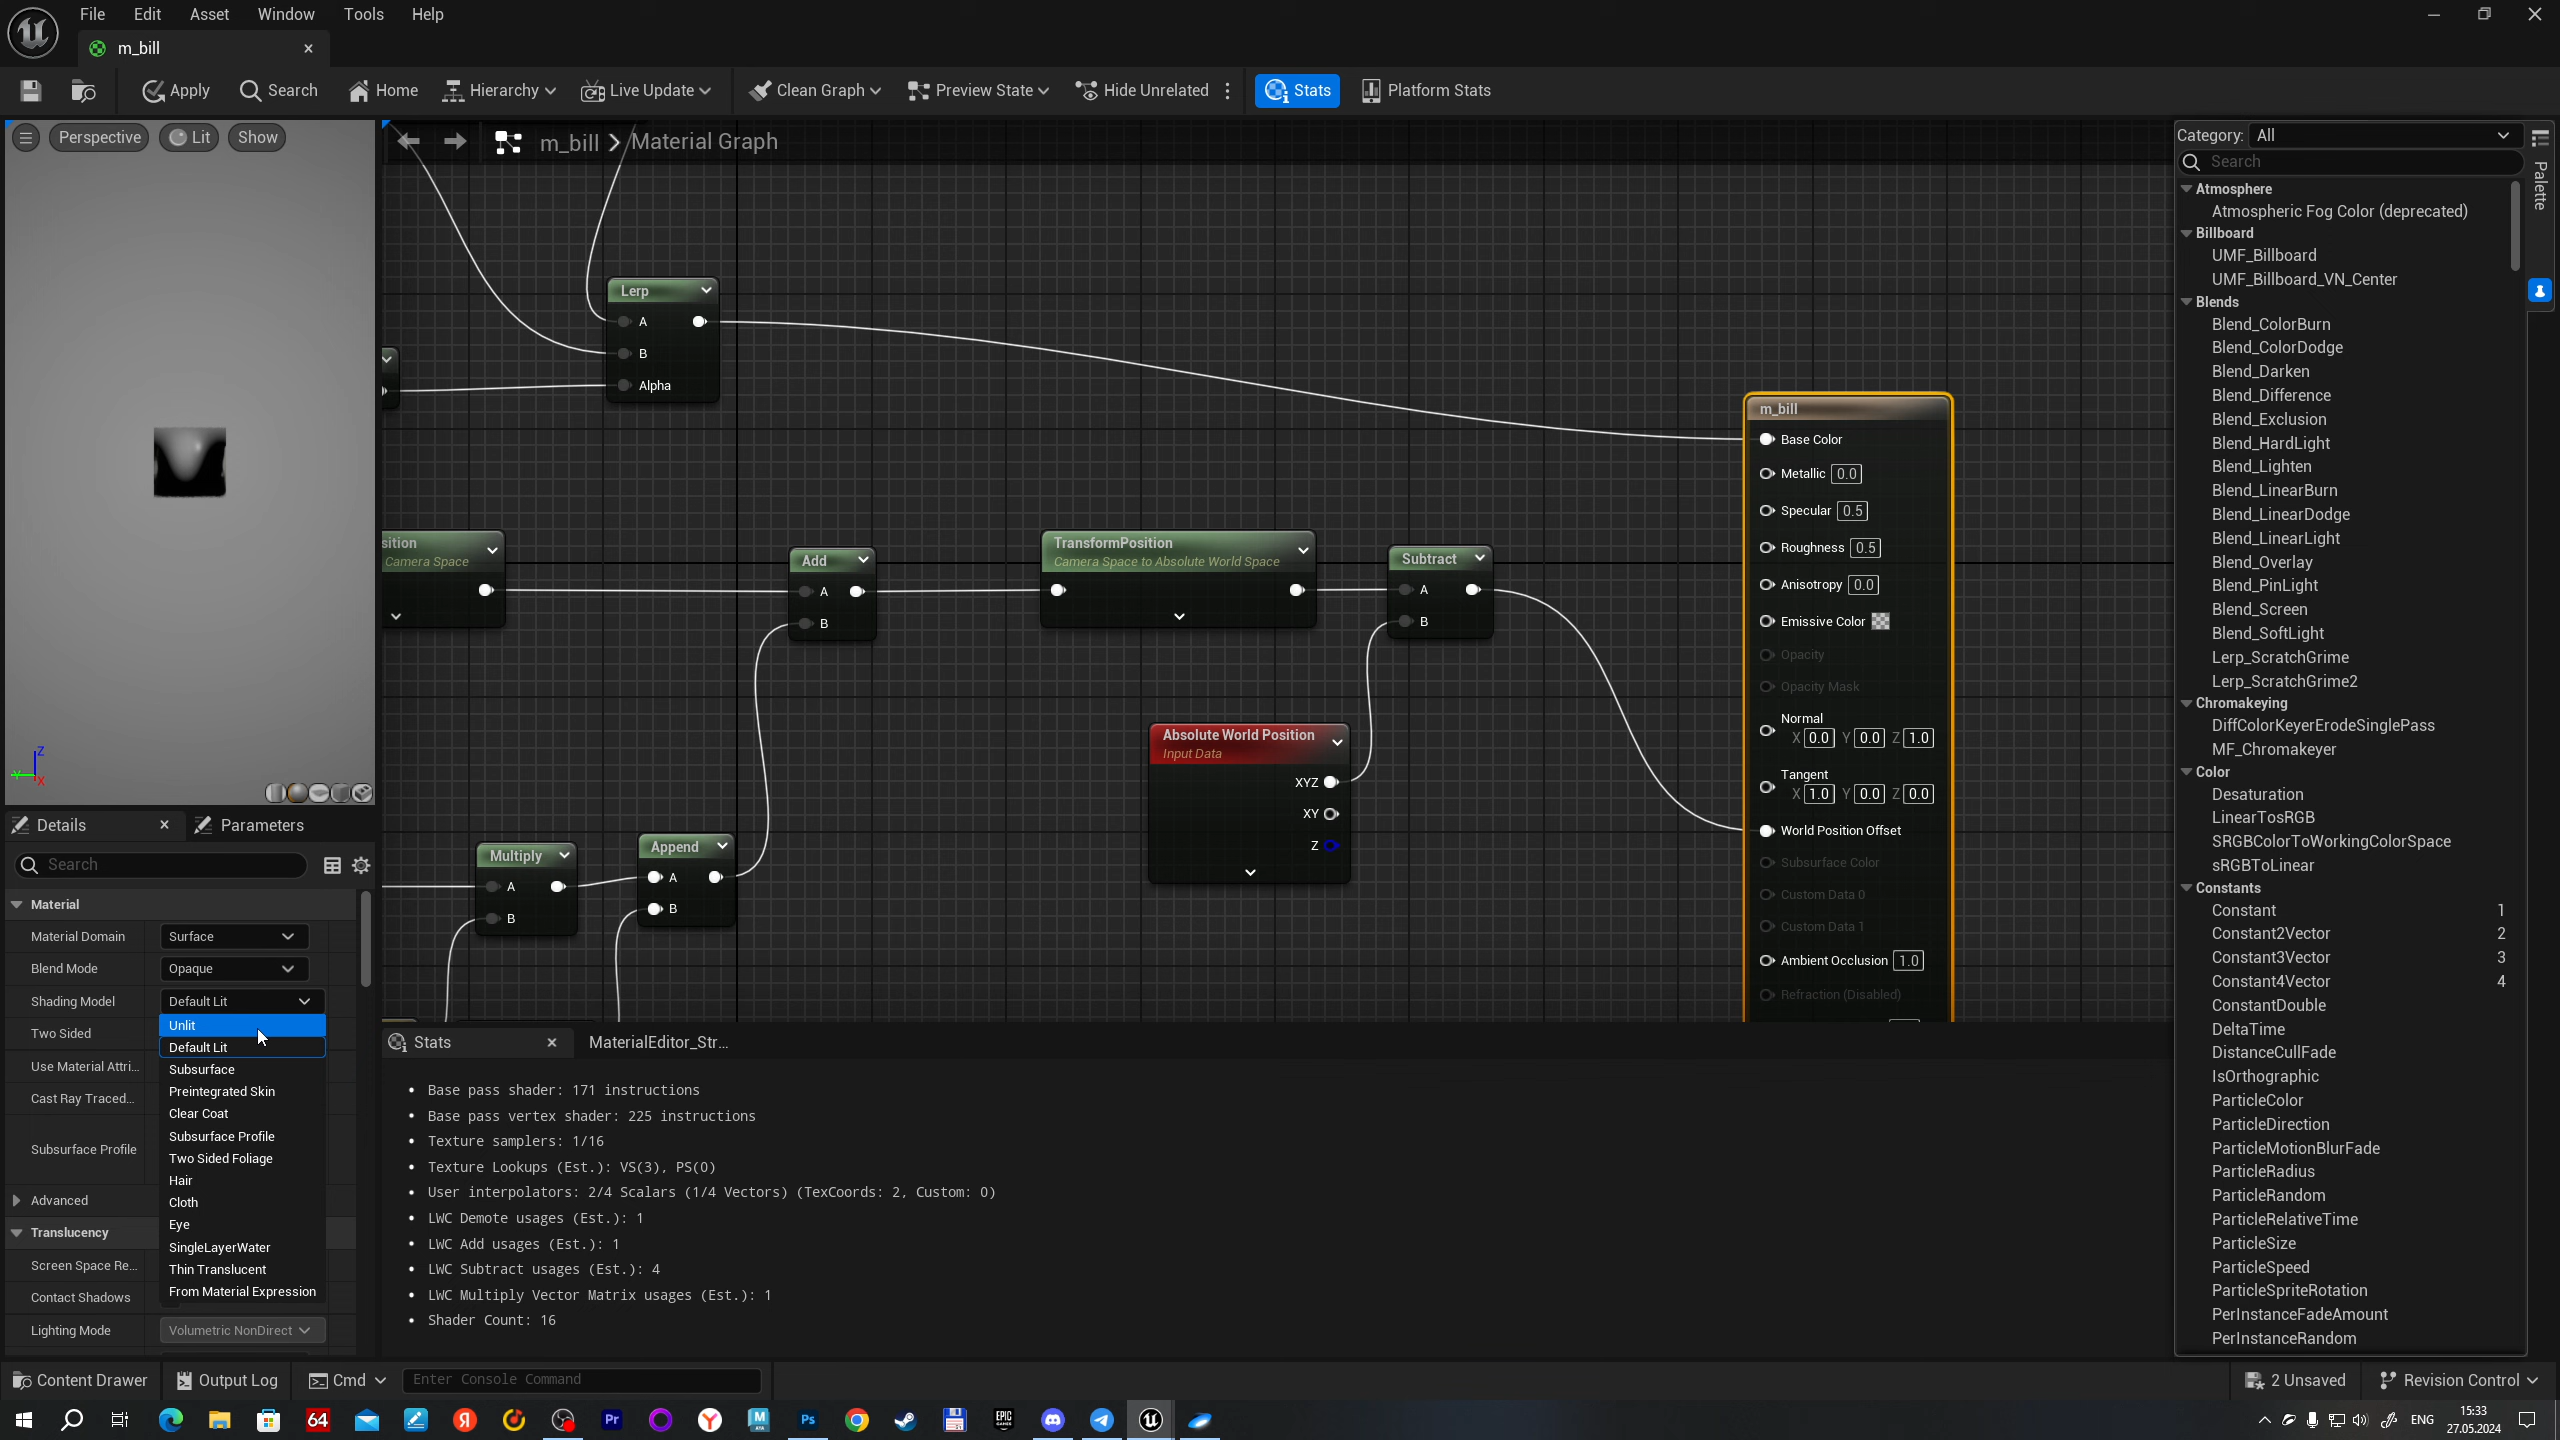 File Edit Asset Window Tools Help
m_bill
Apply Search Home Hierarchy Live Update Clean Graph Preview State Hide Unrelated Stats Platform Stats
Perspective Lit Show
Z
Y
X
m_bill > Material Graph
Lerp
A
B
Alpha
sition
Camera Space
Add
A
B
TransformPosition
Camera Space to Absolute World Space
Subtract
A
B
Absolute World Position
Input Data
XYZ
XY
Z
Multiply
A
B
Append
A
B
m_bill
Base Color
Metallic 0.0
Specular 0.5
Roughness 0.5
Anisotropy 0.0
Emissive Color
Opacity
Opacity Mask
Normal
X 0.0 Y 0.0 Z 1.0
Tangent
X 1.0 Y 0.0 Z 0.0
World Position Offset
Subsurface Color
Custom Data 0
Custom Data 1
Ambient Occlusion 1.0
Refraction (Disabled)
Details Parameters
Search
Material
Material Domain Surface
Blend Mode Opaque
Shading Model Default Lit
Two Sided
Use Material Attri...
Cast Ray Traced...
Subsurface Profile
Advanced
Translucency
Screen Space Re...
Contact Shadows
Lighting Mode Volumetric NonDirect
Unlit
Default Lit
Subsurface
Preintegrated Skin
Clear Coat
Subsurface Profile
Two Sided Foliage
Hair
Cloth
Eye
SingleLayerWater
Thin Translucent
From Material Expression
Stats MaterialEditor_Str...
• Base pass shader: 171 instructions
• Base pass vertex shader: 225 instructions
• Texture samplers: 1/16
• Texture Lookups (Est.): VS(3), PS(0)
• User interpolators: 2/4 Scalars (1/4 Vectors) (TexCoords: 2, Custom: 0)
• LWC Demote usages (Est.): 1
• LWC Add usages (Est.): 1
• LWC Subtract usages (Est.): 4
• LWC Multiply Vector Matrix usages (Est.): 1
• Shader Count: 16
Category: All
Search
Palette
Atmosphere
Atmospheric Fog Color (deprecated)
Billboard
UMF_Billboard
UMF_Billboard_VN_Center
Blends
Blend_ColorBurn
Blend_ColorDodge
Blend_Darken
Blend_Difference
Blend_Exclusion
Blend_HardLight
Blend_Lighten
Blend_LinearBurn
Blend_LinearDodge
Blend_LinearLight
Blend_Overlay
Blend_PinLight
Blend_Screen
Blend_SoftLight
Lerp_ScratchGrime
Lerp_ScratchGrime2
Chromakeying
DiffColorKeyerErodeSinglePass
MF_Chromakeyer
Color
Desaturation
LinearTosRGB
SRGBColorToWorkingColorSpace
sRGBToLinear
Constants
Constant 1
Constant2Vector 2
Constant3Vector 3
Constant4Vector 4
ConstantDouble
DeltaTime
DistanceCullFade
IsOrthographic
ParticleColor
ParticleDirection
ParticleMotionBlurFade
ParticleRadius
ParticleRandom
ParticleRelativeTime
ParticleSize
ParticleSpeed
ParticleSpriteRotation
PerInstanceFadeAmount
PerInstanceRandom
Content Drawer Output Log Cmd Enter Console Command 2 Unsaved Revision Control
64 Я Pr Y M Ps EPIC GAMES ENG 15:33
27.05.2024